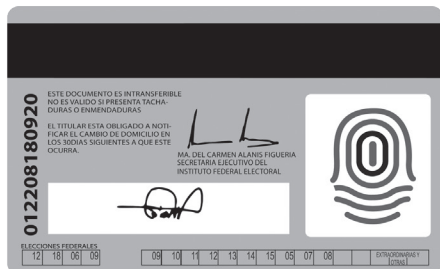 ESTE DOCUMENTO ES INTRANSFERIBLE
NO ES VALIDO SI PRESENTA TACHA-
DURAS O ENMENDADURAS
EL TITULAR ESTA OBLIGADO A NOTI-
FICAR EL CAMBIO DE DOMICILIO EN
LOS 30DIAS SIGUIENTES A QUE ESTE
OCURRA.
MA. DEL CARMEN ALANIS FIGUERIA
SECRETARIA EJECUTIVO DEL
INSTITUTO FEDERAL ELECTORAL
012208180920
ELECCIONES FEDERALES
12 18 06 09 09 10 11 12 13 14 15 05 07 08 EXTRAORDINARIAS Y
OTRAS